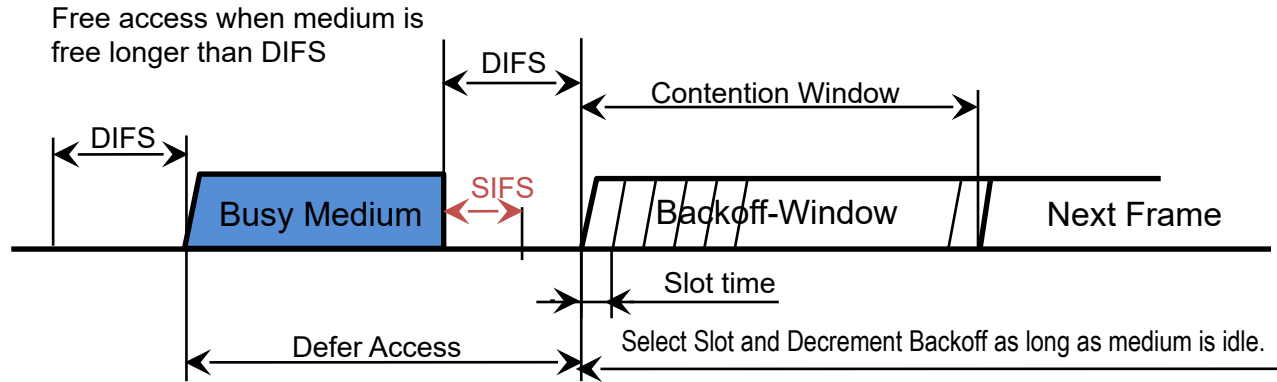 Free access when medium is
free longer than DIFS
DIFS
Contention Window
DIFS
SIFS
Busy Medium
Backoff-Window
Next Frame
Slot time
Defer Access
Select Slot and Decrement Backoff as long as medium is idle.